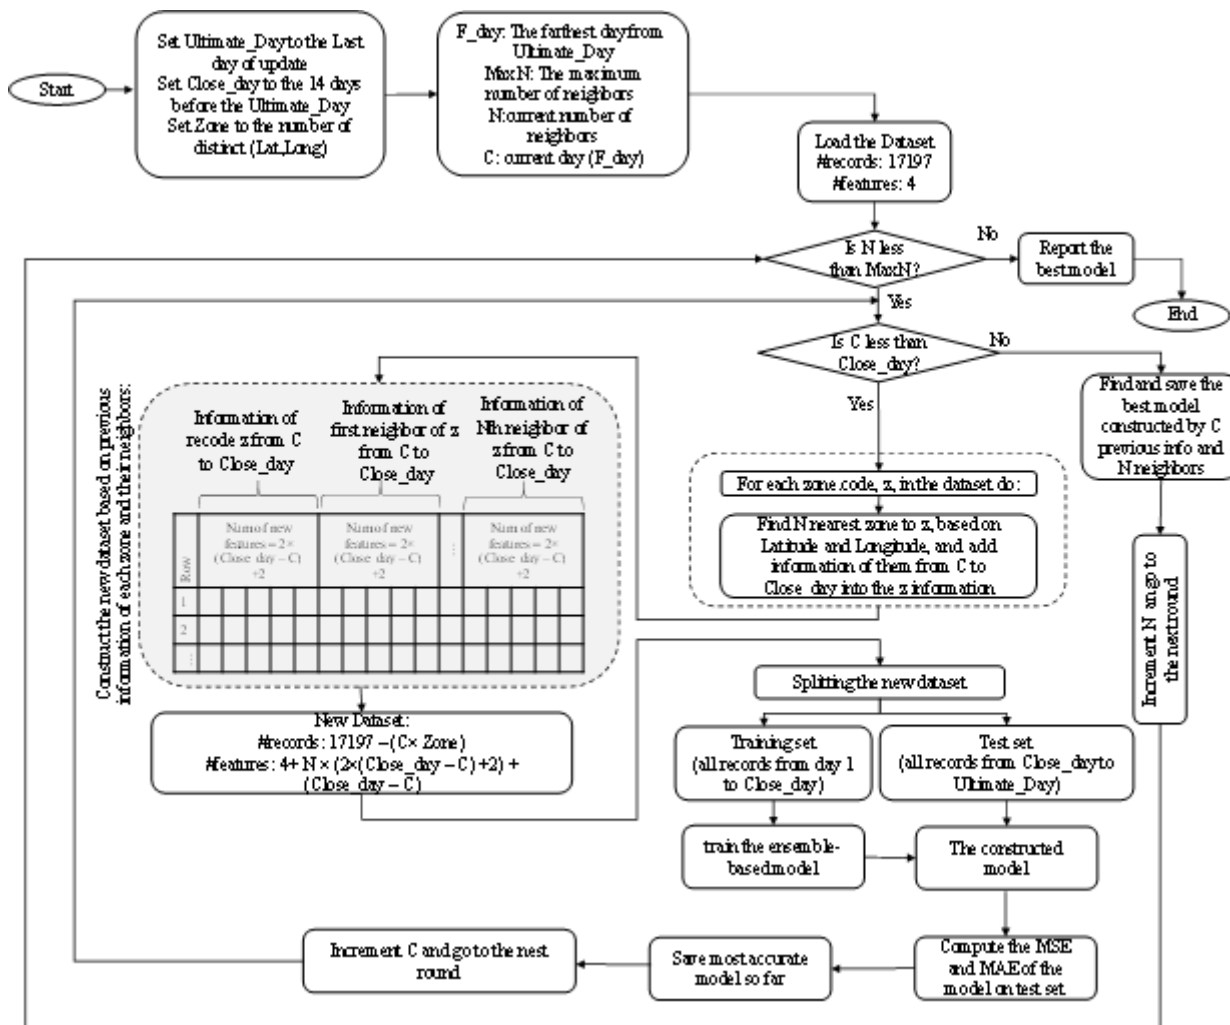 Start
Set Ultimate_Day to the Last
day of update
Set Close_day to the 14 days
before the Ultimate_Day
Set Zone to the number of
distinct (Lat,Long)
F_day: The farthest day from
Ultimate_Day
MaxN: The maximum
number of neighbors
N:current number of
neighbors
C: current day (F_day)
Load the Dataset
#records: 17197
#features: 4
Is N less
than MaxN?
No
Report the
best model
End
Yes
Is C less than
Close_day?
No
Find and save the
best model
constructed by C
previous info and
N neighbors
Increment N an go to
the next round
Yes
For each zone code, z, in the dataset do:
Find N nearest zone to z, based on
Latitude and Longitude, and add
information of them from C to
Close_day into the z information
Construct the new dataset based on previous
information of each zone and their neighbors:
Information of
recode z from C
to Close_day
Information of
first neighbor of z
from C to
Close_day
Information of
Nth neighbor of
z from C to
Close_day
Row
Num of new
features = 2×
(Close_day – C)
+2
Num of new
features = 2×
(Close_day – C)
+2
...
Num of new
features = 2×
(Close_day – C)
+2
1
2
...
New Dataset:
#records: 17197 – (C× Zone)
#features: 4+ N × (2×(Close_day – C) +2) +
(Close_day – C)
Splitting the new dataset
Training set
(all records from day 1
to Close_day)
Test set
(all records from Close_day to
Ultimate_Day)
train the ensemble-
based model
The constructed
model
Compute the MSE
and MAE of the
model on test set
Save most accurate
model so far
Increment C and go to the nest
round